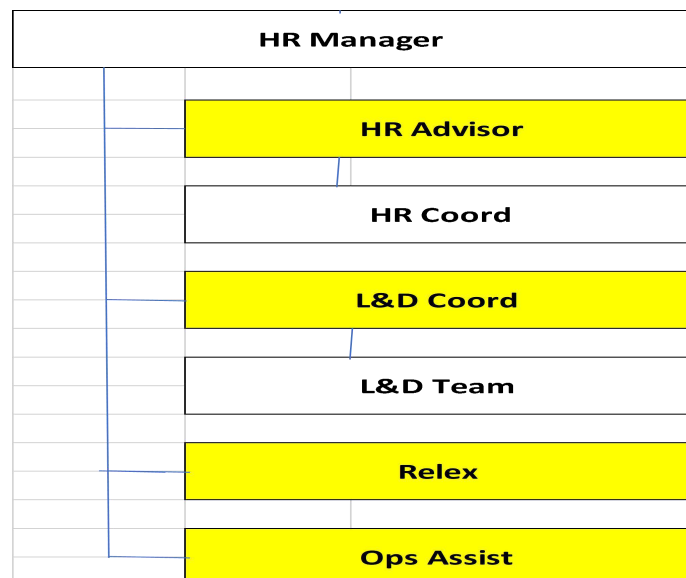 HR Manager
HR Advisor
HR Coord
L&D Coord
L&D Team
Relex
Ops Assist